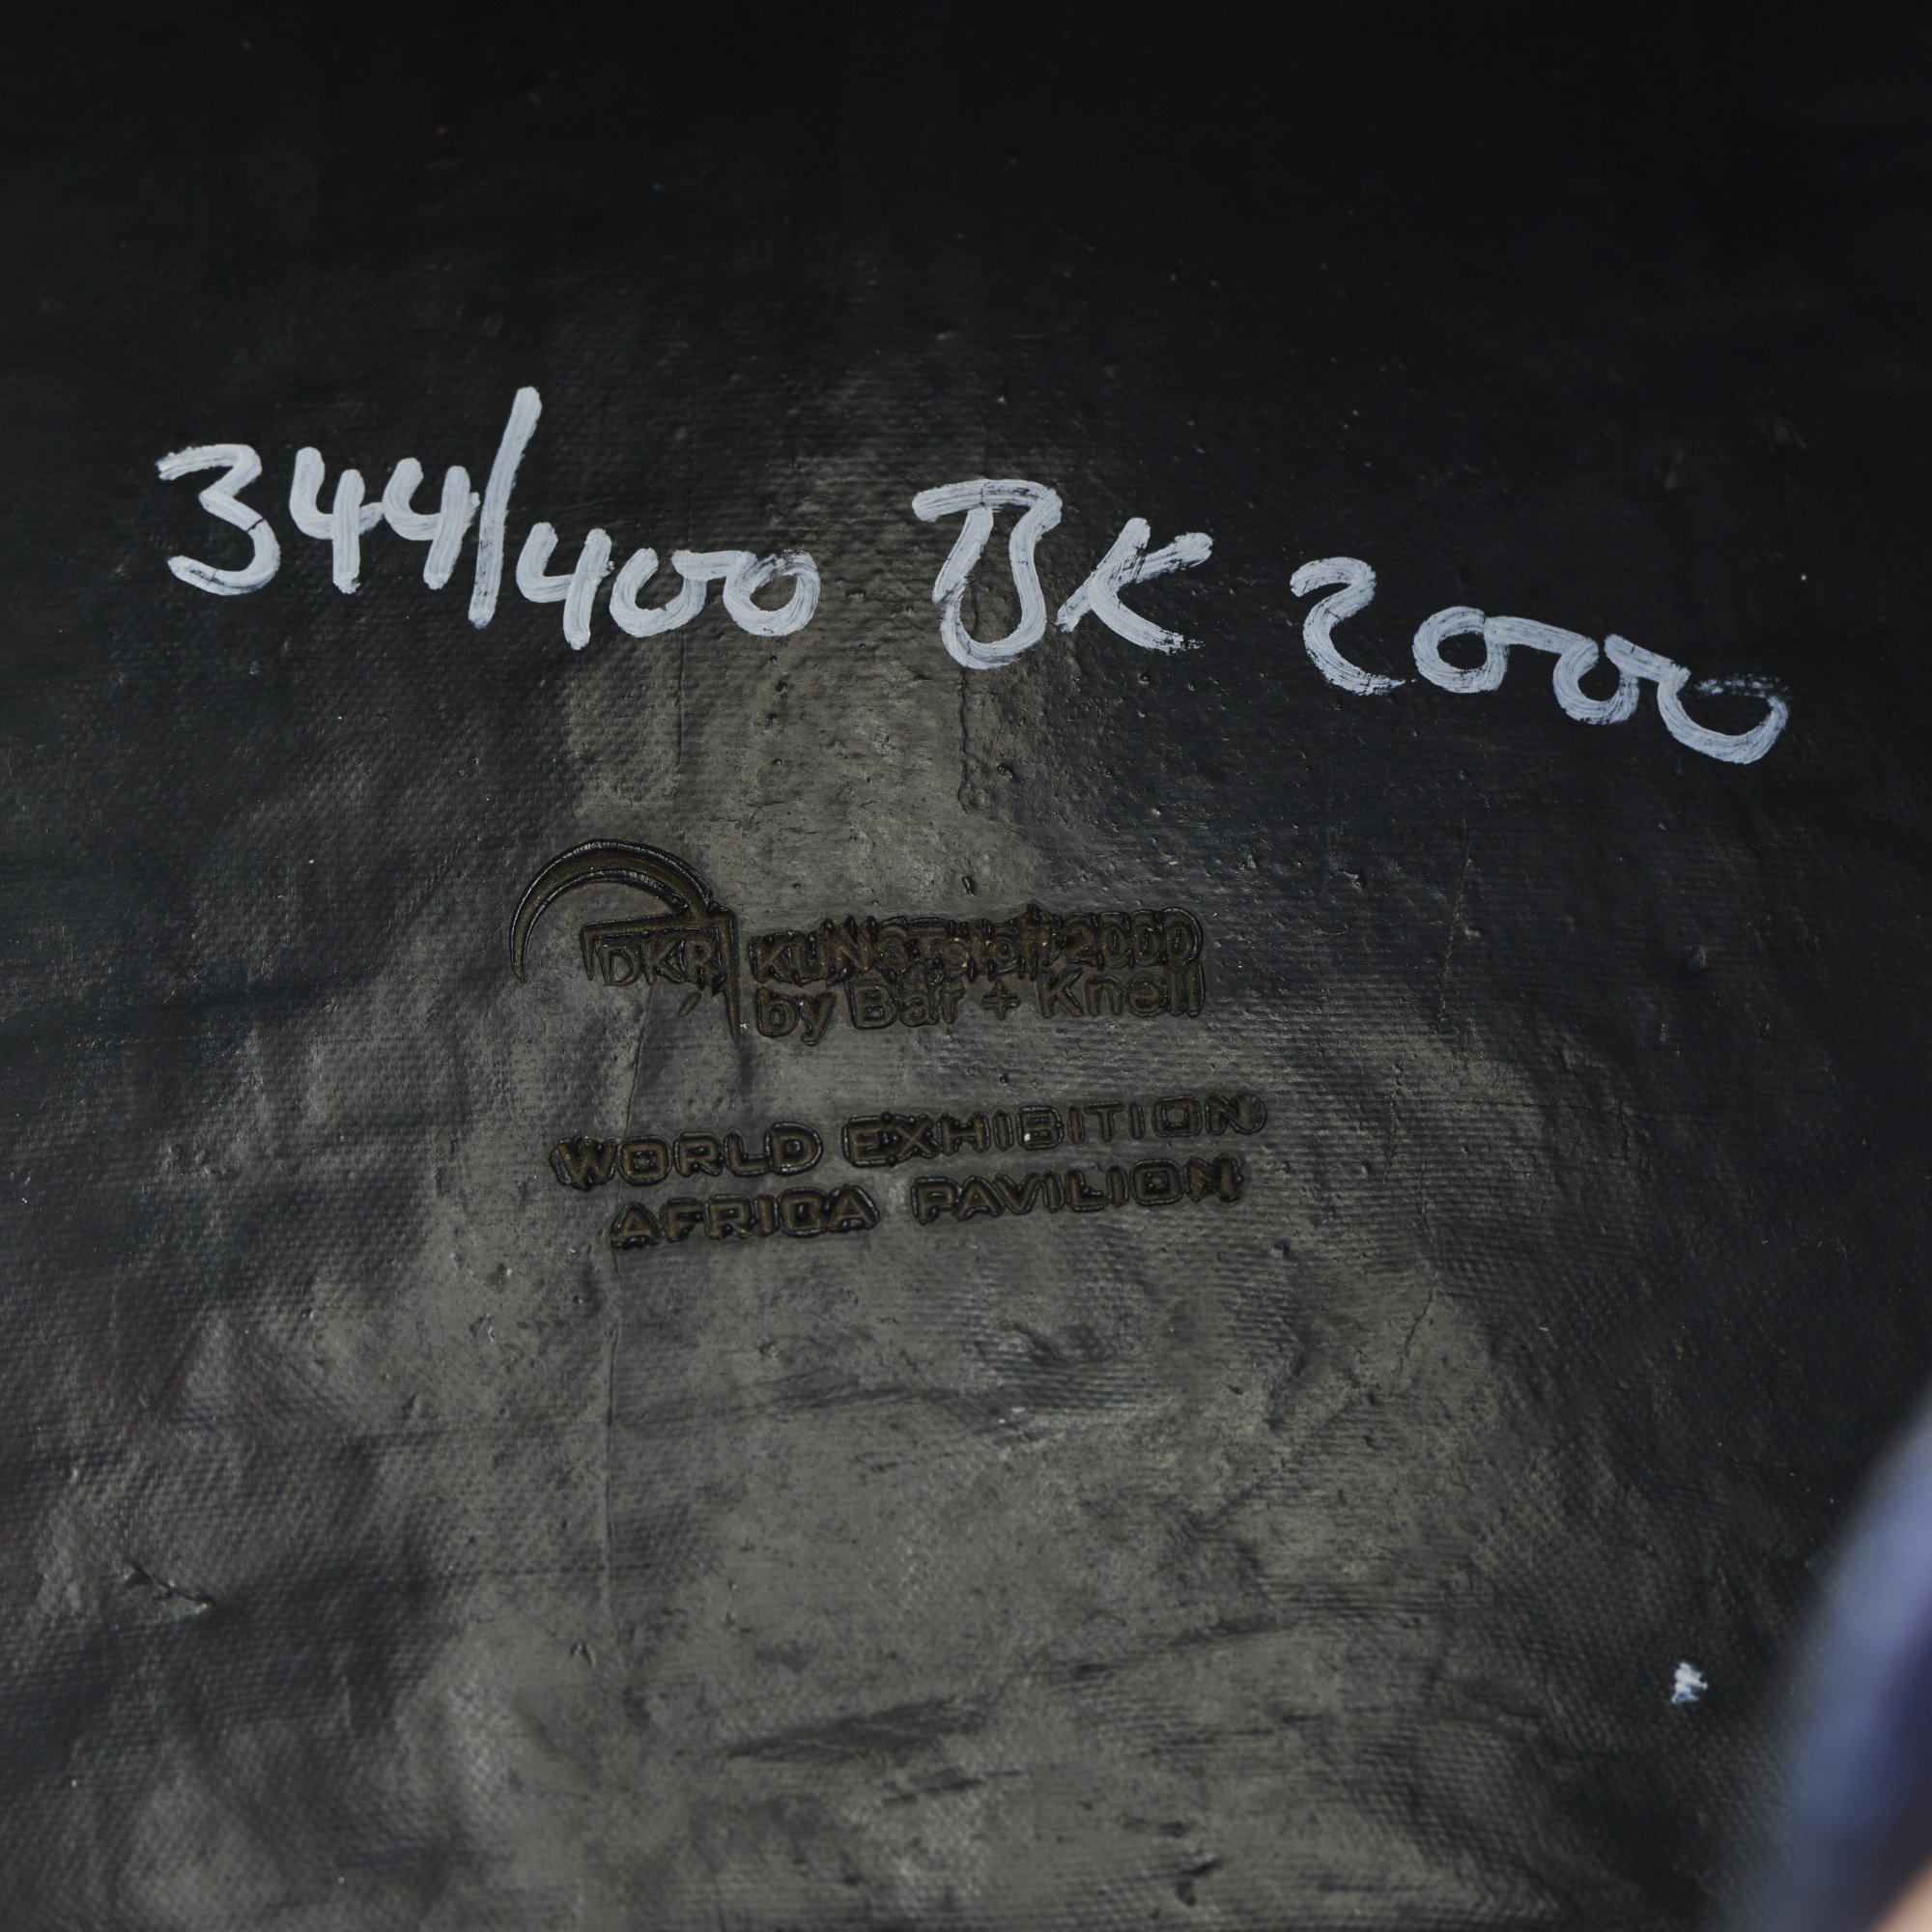 344/400 BK 2000
DKR KUNSTstoff 2000
by Bär + Knell
WORLD EXHIBITION
AFRICA PAVILION